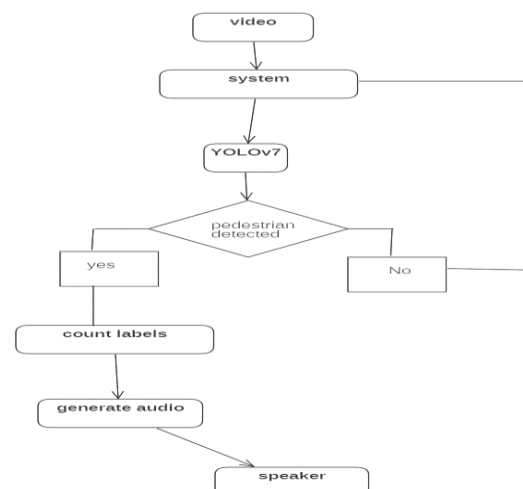 video
system
YOLOv7
pedestrian
detected
yes
No
count labels
generate audio
speaker